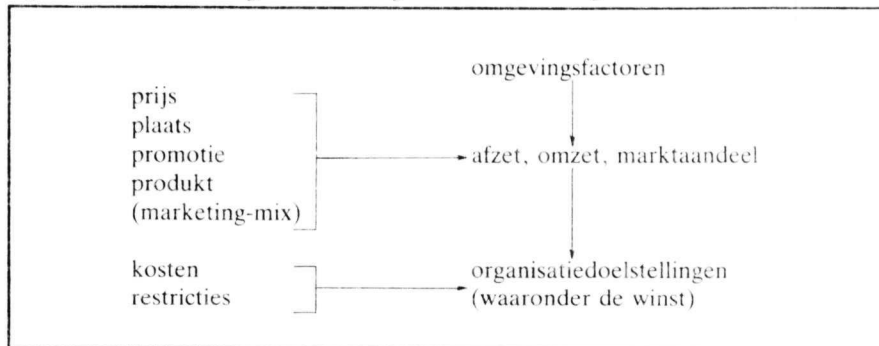 omgevingsfactoren
prijs
plaats
promotie
produkt
(marketing-mix)
afzet, omzet, marktaandeel
kosten
restricties
organisatiedoelstellingen
(waaronder de winst)